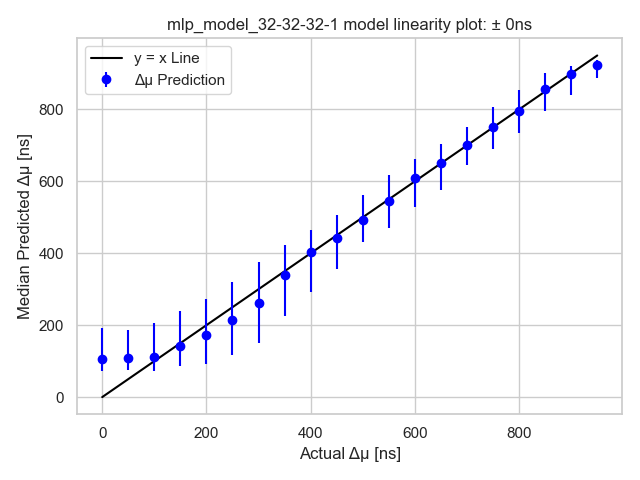 mlp_model_32-32-32-1 model linearity plot: ± 0ns
y = x Line
Δμ Prediction
Median Predicted Δμ [ns]
800
600
400
200
0
0 200 400 600 800
Actual Δμ [ns]